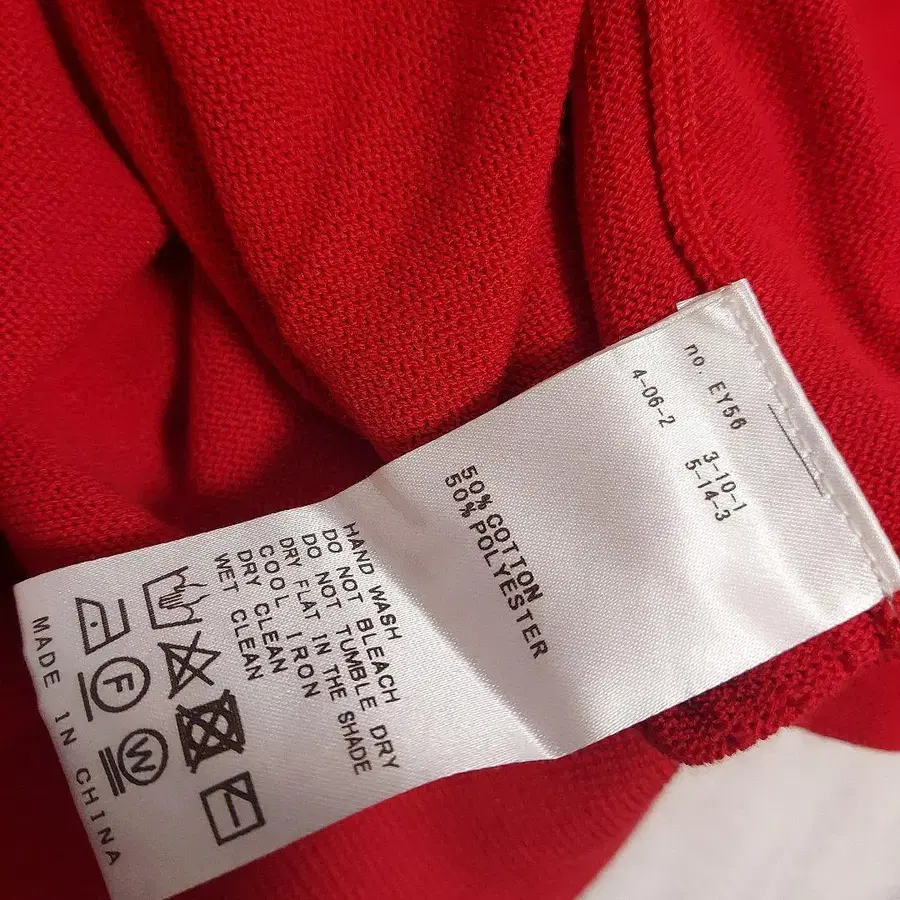 no. EY56
4-06-2
3-10-1
5-14-3
50% COTTON
50% POLYESTER
HAND WASH
DO NOT BLEACH
DO NOT TUMBLE DRY
DRY FLAT IN THE SHADE
COOL IRON
DRY CLEAN
WET CLEAN
F
W
MADE IN CHINA